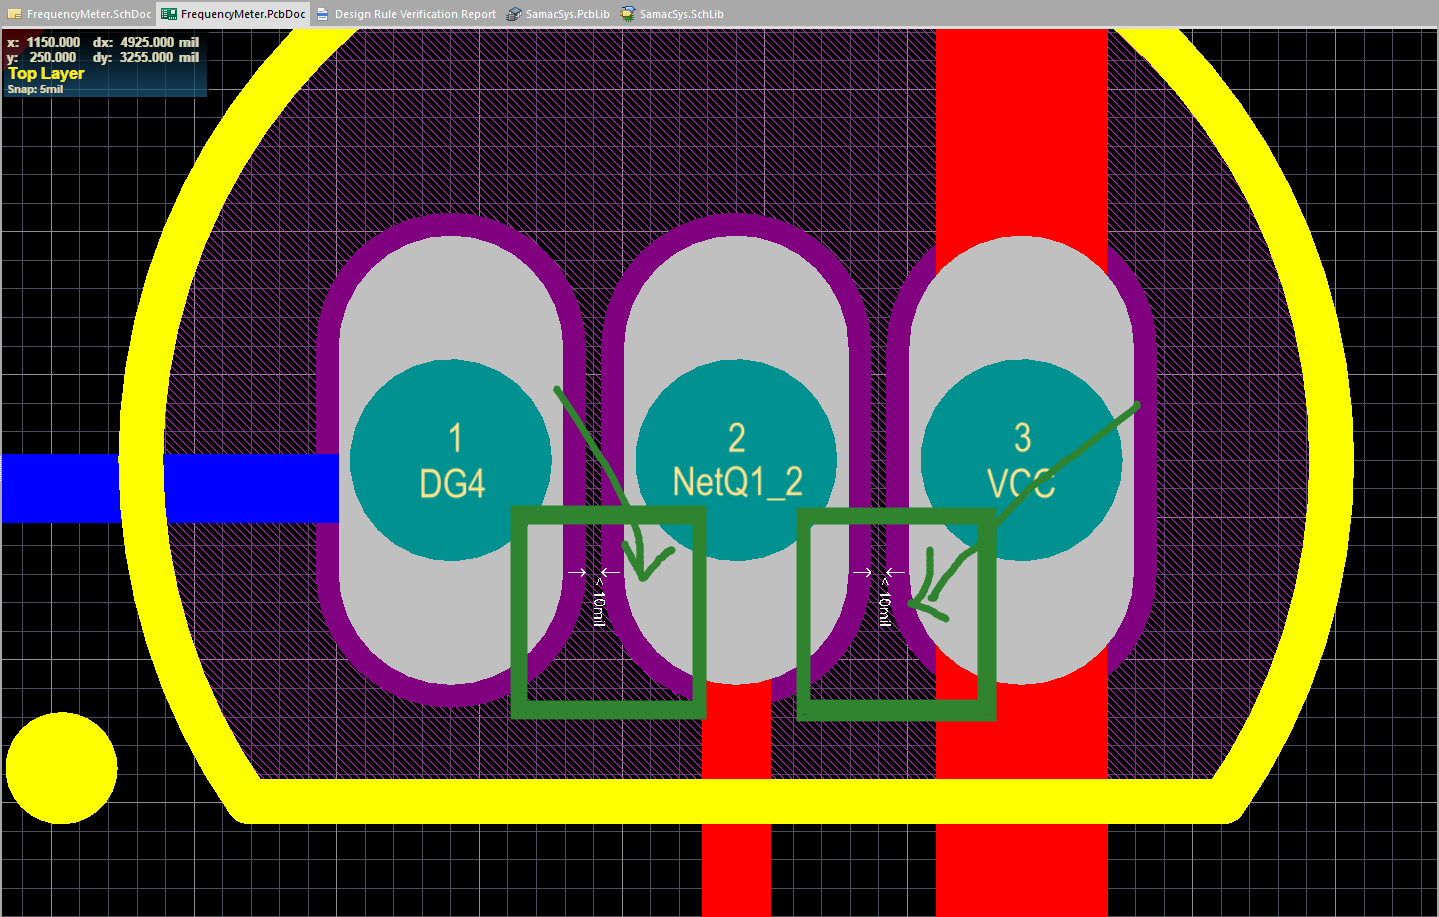 FrequencyMeter.SchDoc FrequencyMeter.PcbDoc Design Rule Verification Report SamacSys.PcbLib SamacSys.SchLib
x: 1150.000 dx: 4925.000 mil
y: 250.000 dy: 3255.000 mil
Top Layer
Snap: 5mil
1
DG4
2
NetQ1_2
3
VCC
< 10mil
< 10mil